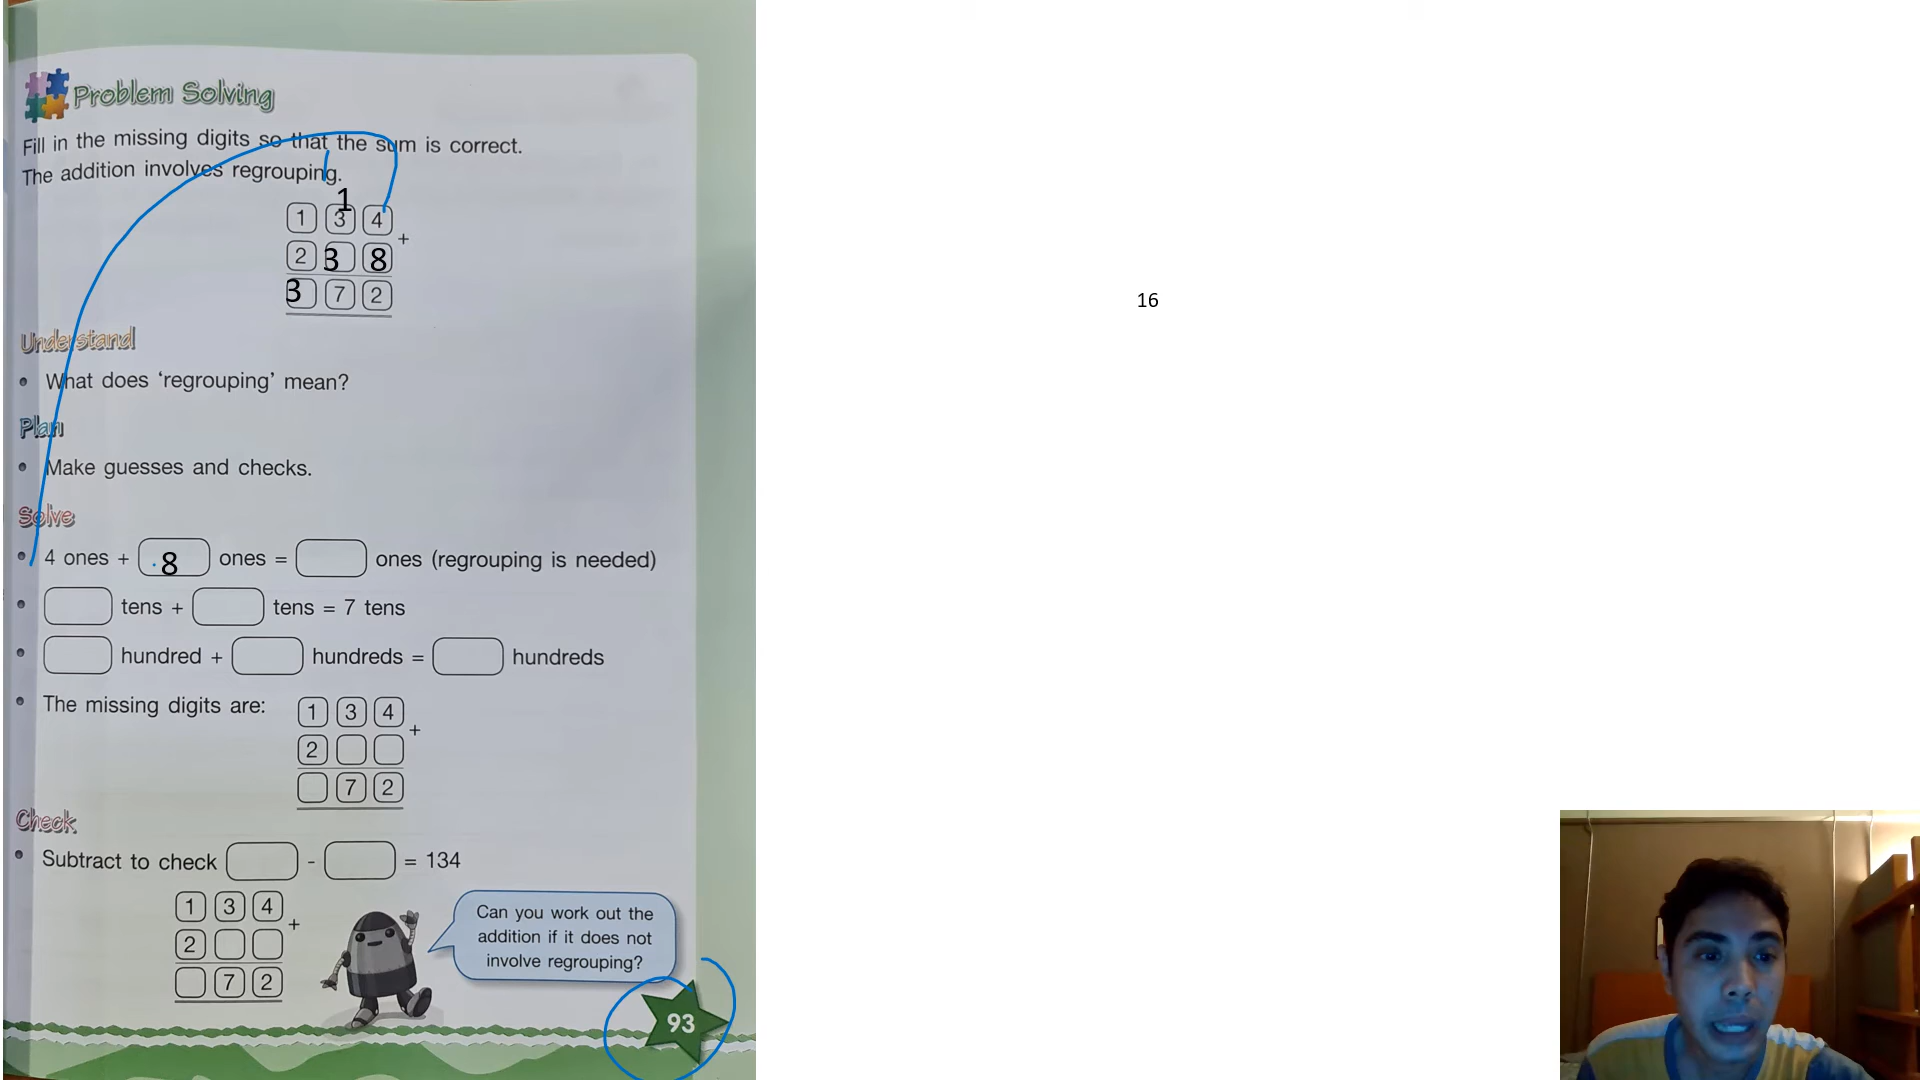 Problem Solving
Fill in the missing digits so that the sum is correct.
The addition involves regrouping.
1
1 3 4
+
2 3 8
3 7 2
16
Understand
• What does ‘regrouping’ mean?
Plan
• Make guesses and checks.
Solve
• 4 ones + 8 ones = ones (regrouping is needed)
• tens + tens = 7 tens
• hundred + hundreds = hundreds
• The missing digits are:
1 3 4
+
2
7 2
Check
• Subtract to check - = 134
1 3 4
+
2
7 2
Can you work out the
addition if it does not
involve regrouping?
93